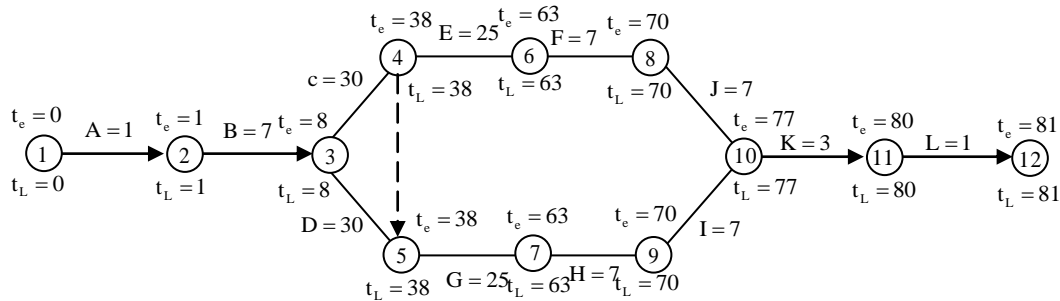 t_e = 38
E = 25
t_e = 63
F = 7
t_e = 70
4
6
8
c = 30
t_L = 38
t_L = 63
t_L = 70
J = 7
t_e = 0
A = 1
t_e = 1
B = 7
t_e = 8
t_e = 77
K = 3
t_e = 80
L = 1
t_e = 81
1
2
3
10
11
12
t_L = 0
t_L = 1
t_L = 8
t_L = 77
t_L = 80
t_L = 81
D = 30
t_e = 38
t_e = 63
t_e = 70
I = 7
5
7
9
t_L = 38
G = 25
t_L = 63
H = 7
t_L = 70